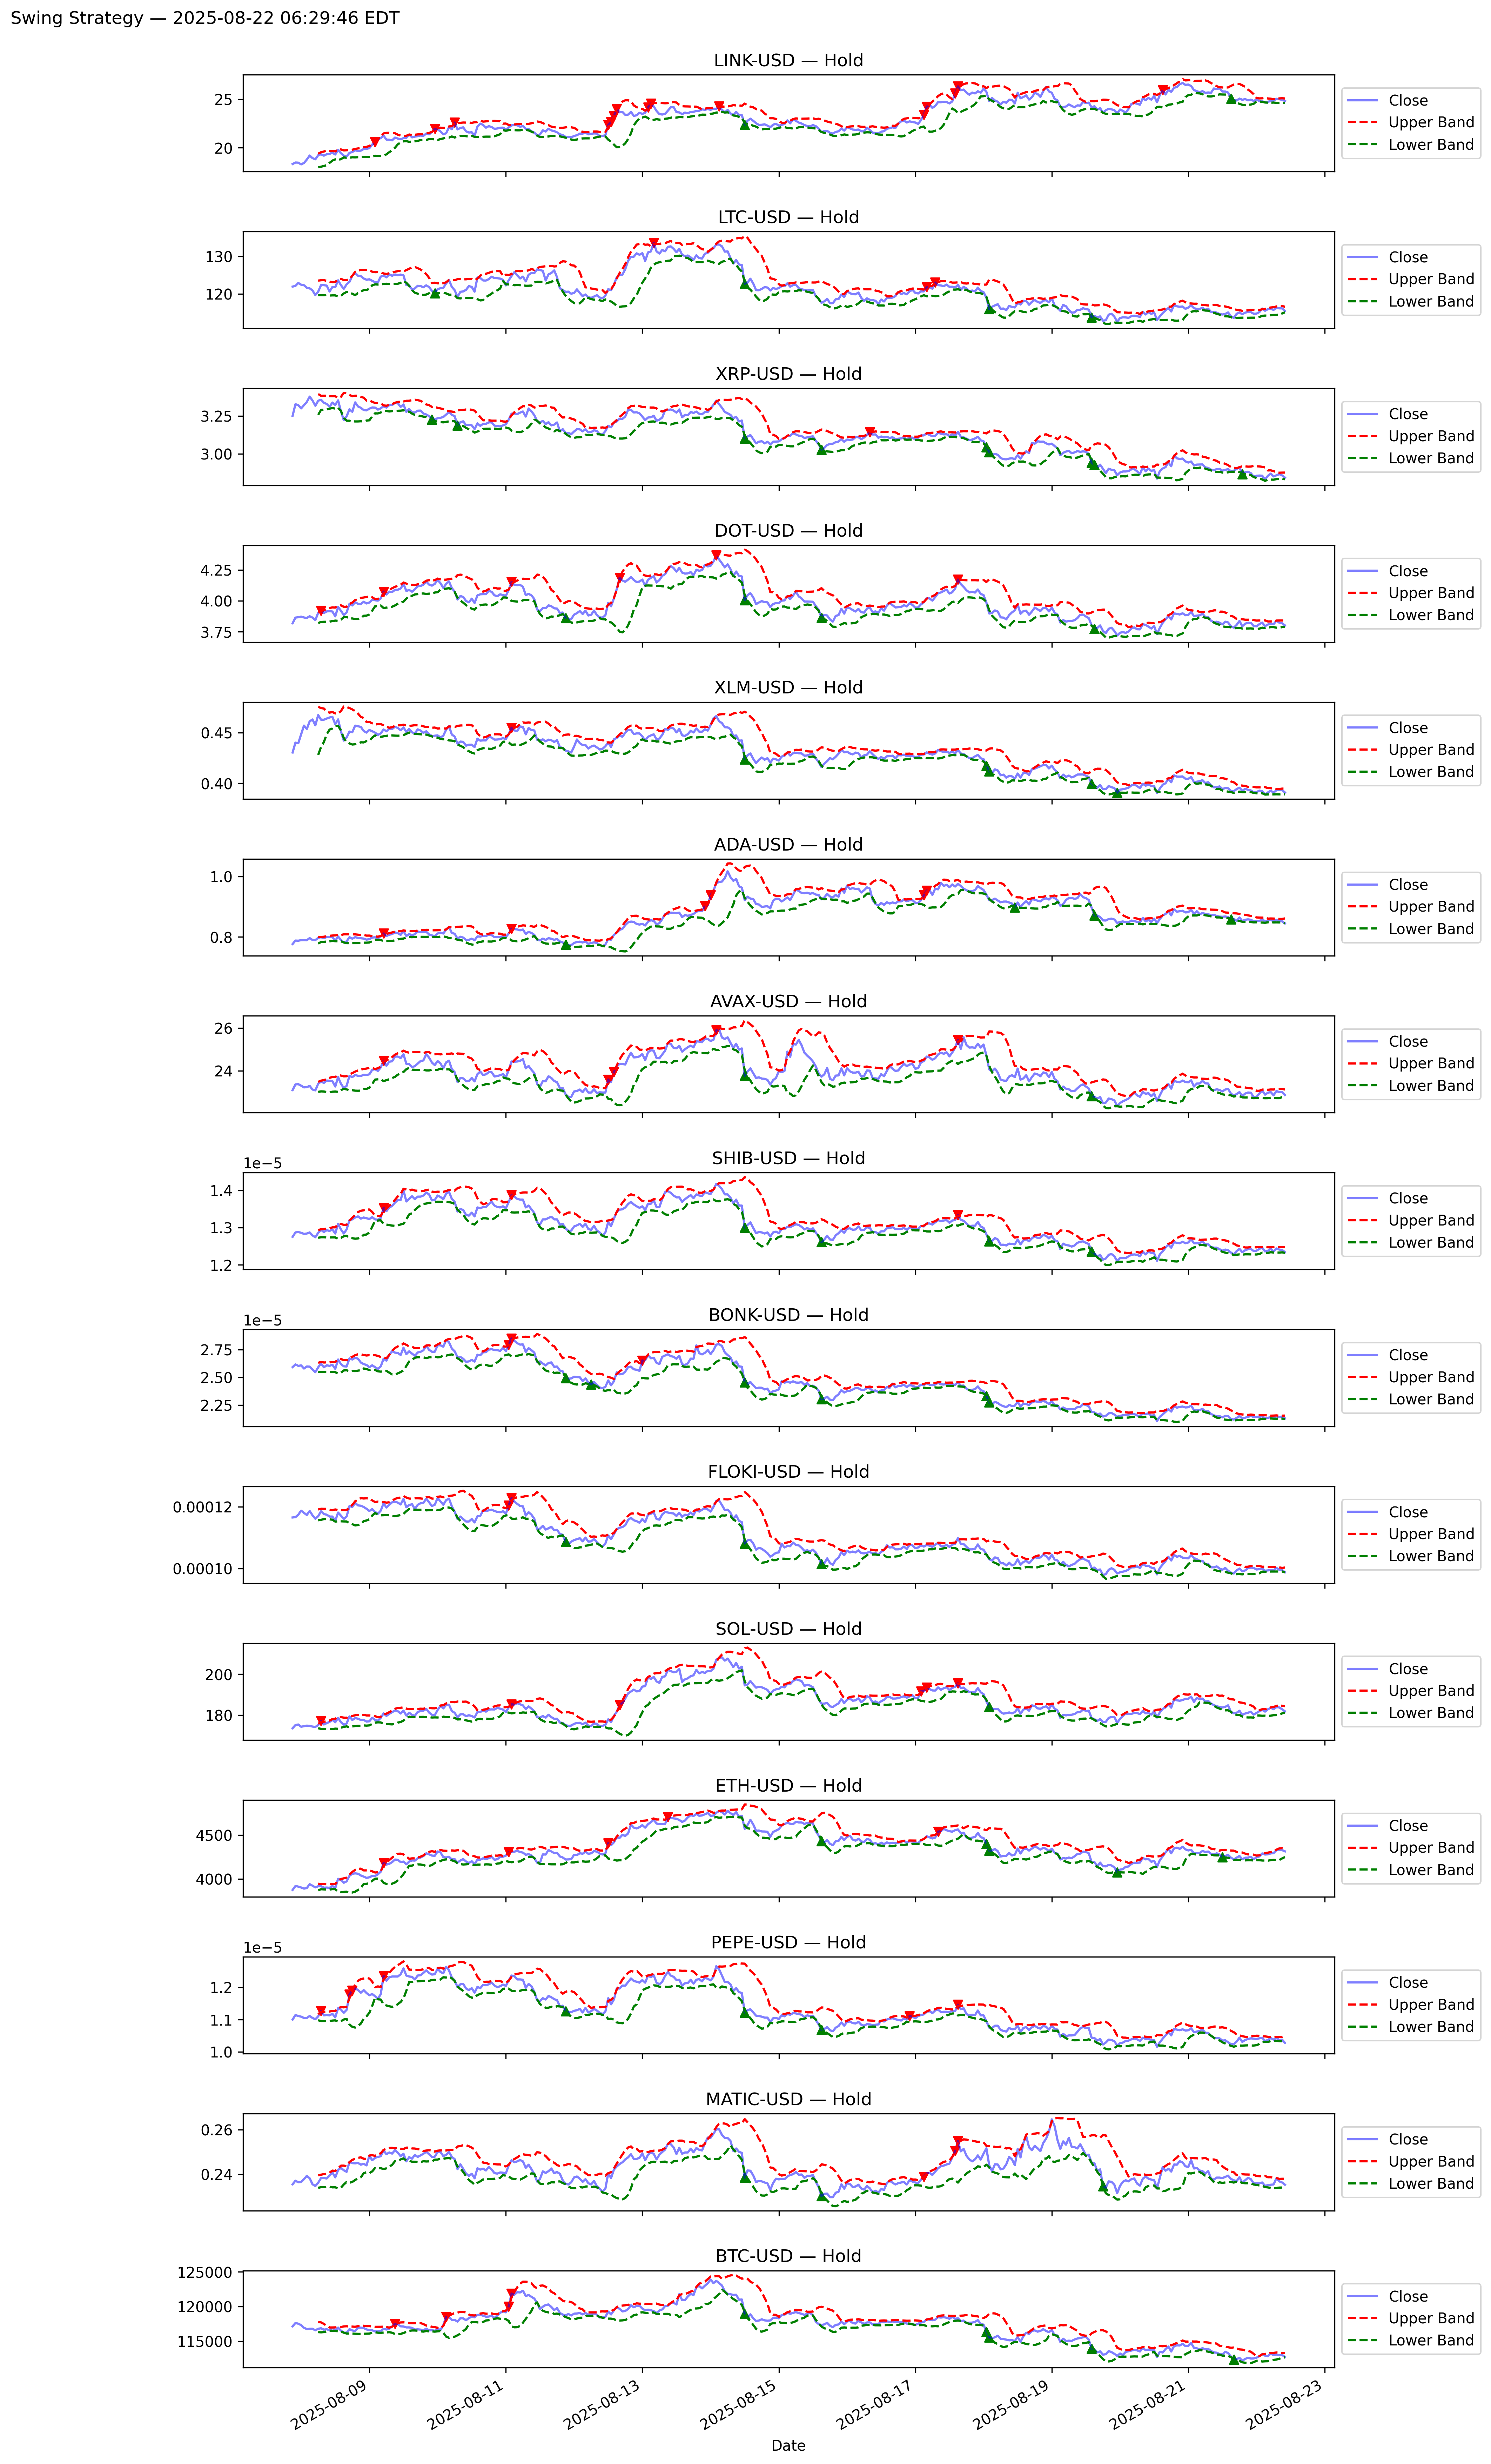 Swing Strategy — 2025-08-22 06:29:46 EDT
LINK-USD — Hold
25
20
Close
Upper Band
Lower Band
LTC-USD — Hold
130
120
Close
Upper Band
Lower Band
XRP-USD — Hold
3.25
3.00
Close
Upper Band
Lower Band
DOT-USD — Hold
4.25
4.00
3.75
Close
Upper Band
Lower Band
XLM-USD — Hold
0.45
0.40
Close
Upper Band
Lower Band
ADA-USD — Hold
1.0
0.8
Close
Upper Band
Lower Band
AVAX-USD — Hold
26
24
Close
Upper Band
Lower Band
SHIB-USD — Hold
1e−5
1.4
1.3
1.2
Close
Upper Band
Lower Band
BONK-USD — Hold
1e−5
2.75
2.50
2.25
Close
Upper Band
Lower Band
FLOKI-USD — Hold
0.00012
0.00010
Close
Upper Band
Lower Band
SOL-USD — Hold
200
180
Close
Upper Band
Lower Band
ETH-USD — Hold
4500
4000
Close
Upper Band
Lower Band
PEPE-USD — Hold
1e−5
1.2
1.1
1.0
Close
Upper Band
Lower Band
MATIC-USD — Hold
0.26
0.24
Close
Upper Band
Lower Band
BTC-USD — Hold
125000
120000
115000
Close
Upper Band
Lower Band
2025-08-09
2025-08-11
2025-08-13
2025-08-15
2025-08-17
2025-08-19
2025-08-21
2025-08-23
Date